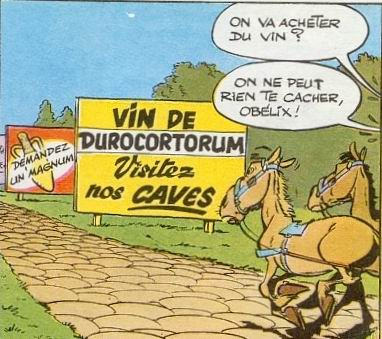 ON VA ACHETER
DU VIN ?
ON NE PEUT
RIEN TE CACHER,
OBÉLIX !
VIN DE
DUROCORTORUM
Visitez
nos CAVES
DEMANDEZ
UN MAGNUM